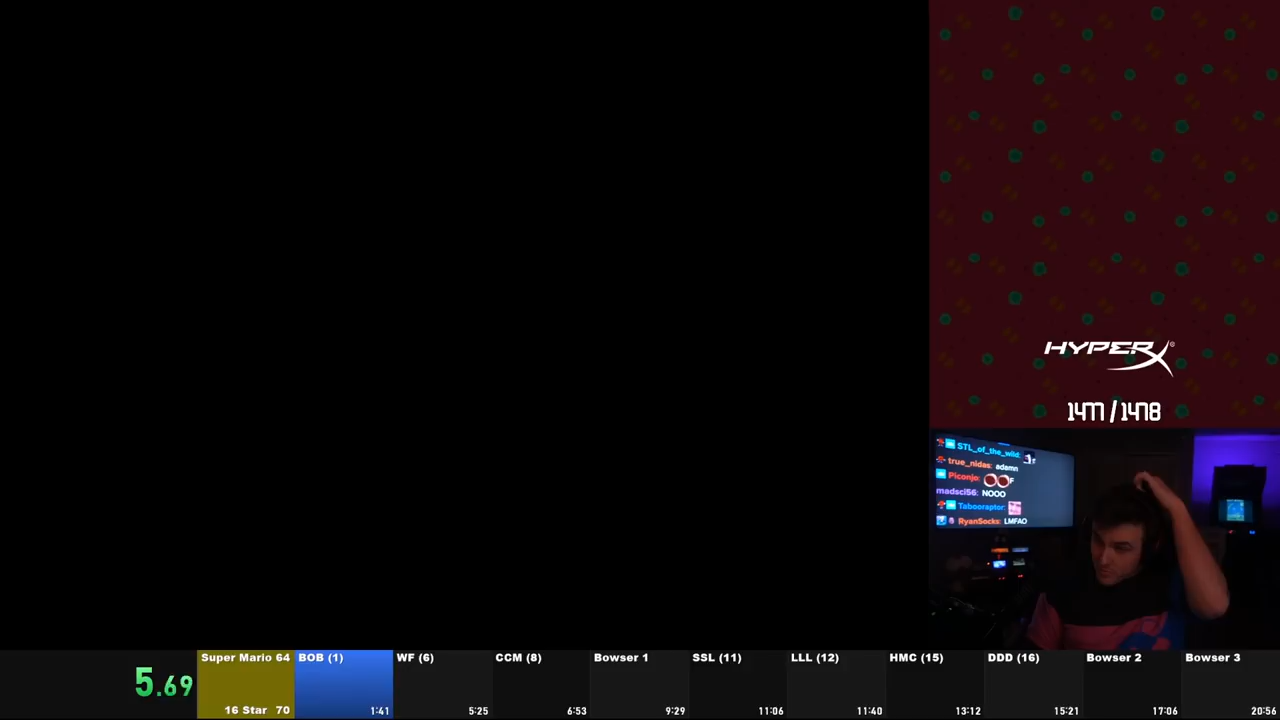 HYPERX®
1477 / 1478
STL_of_the_wild:
true_nidas: adamn
Piconjo: F
madsci56: NOOO
Tabooraptor:
RyanSocks: LMFAO
5.69
Super Mario 64
16 Star 70
BOB (1)
1:41
WF (6)
5:25
CCM (8)
6:53
Bowser 1
9:29
SSL (11)
11:06
LLL (12)
11:40
HMC (15)
13:12
DDD (16)
15:21
Bowser 2
17:06
Bowser 3
20:56